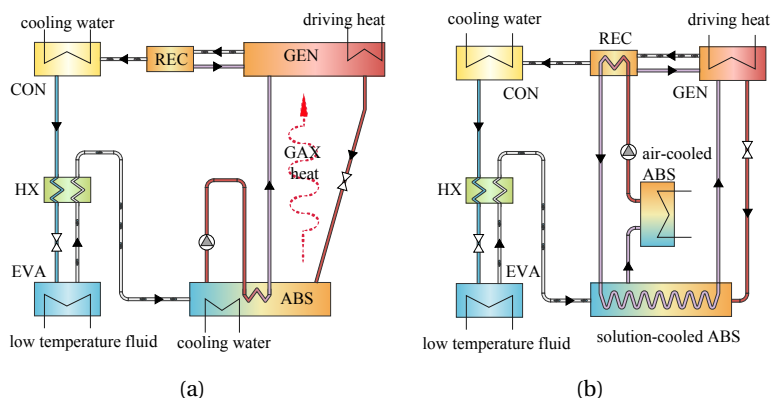 cooling water
driving heat
REC
GEN
CON
GAX
heat
HX
EVA
ABS
low temperature fluid
cooling water
(a)
cooling water
driving heat
REC
CON
GEN
air-cooled
ABS
HX
EVA
low temperature fluid
solution-cooled ABS
(b)